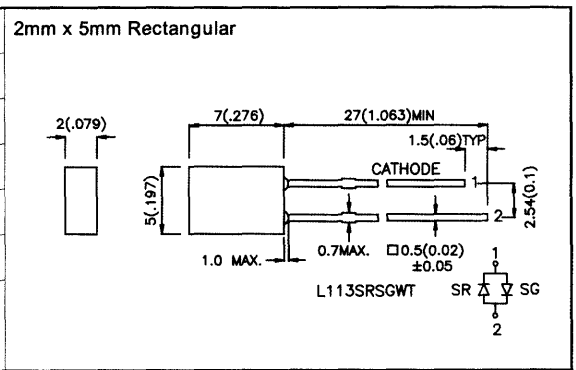 2mm x 5mm Rectangular
7(.276)
27(1.063)MIN
2(.079)
1.5(.06)TYP
CATHODE
1
5(.197)
2.54(0.1)
2
1.0 MAX.
0.7MAX.
□0.5(0.02)
±0.05
L113SRSGWT
1
SR
SG
2